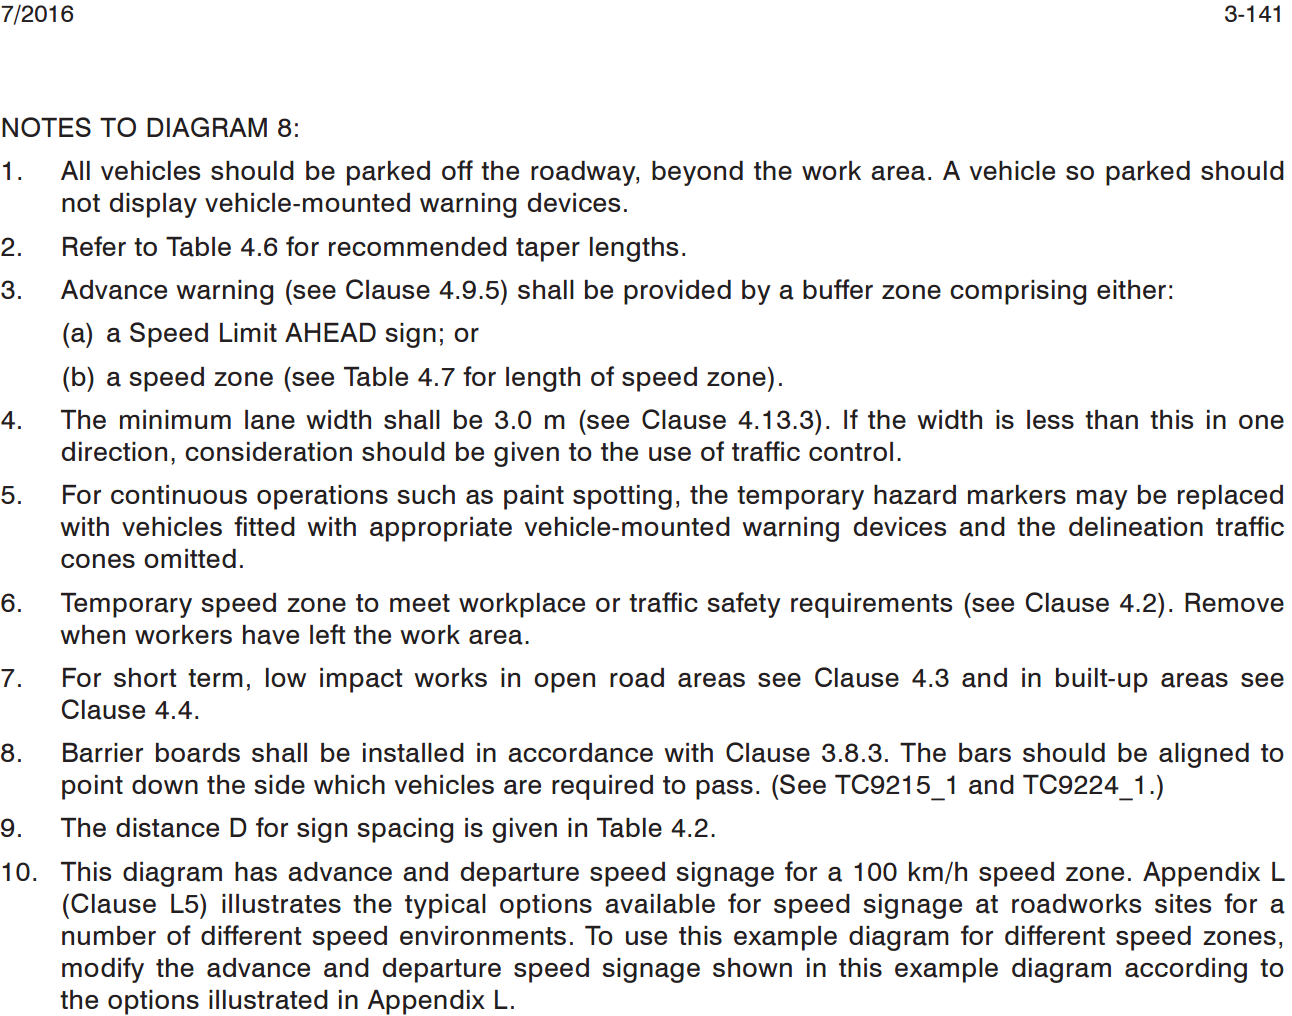 7/2016 3-141
NOTES TO DIAGRAM 8:
1. All vehicles should be parked off the roadway, beyond the work area. A vehicle so parked should
not display vehicle-mounted warning devices.
2. Refer to Table 4.6 for recommended taper lengths.
3. Advance warning (see Clause 4.9.5) shall be provided by a buffer zone comprising either:
(a) a Speed Limit AHEAD sign; or
(b) a speed zone (see Table 4.7 for length of speed zone).
4. The minimum lane width shall be 3.0 m (see Clause 4.13.3). If the width is less than this in one
direction, consideration should be given to the use of traffic control.
5. For continuous operations such as paint spotting, the temporary hazard markers may be replaced
with vehicles fitted with appropriate vehicle-mounted warning devices and the delineation traffic
cones omitted.
6. Temporary speed zone to meet workplace or traffic safety requirements (see Clause 4.2). Remove
when workers have left the work area.
7. For short term, low impact works in open road areas see Clause 4.3 and in built-up areas see
Clause 4.4.
8. Barrier boards shall be installed in accordance with Clause 3.8.3. The bars should be aligned to
point down the side which vehicles are required to pass. (See TC9215_1 and TC9224_1.)
9. The distance D for sign spacing is given in Table 4.2.
10. This diagram has advance and departure speed signage for a 100 km/h speed zone. Appendix L
(Clause L5) illustrates the typical options available for speed signage at roadworks sites for a
number of different speed environments. To use this example diagram for different speed zones,
modify the advance and departure speed signage shown in this example diagram according to
the options illustrated in Appendix L.